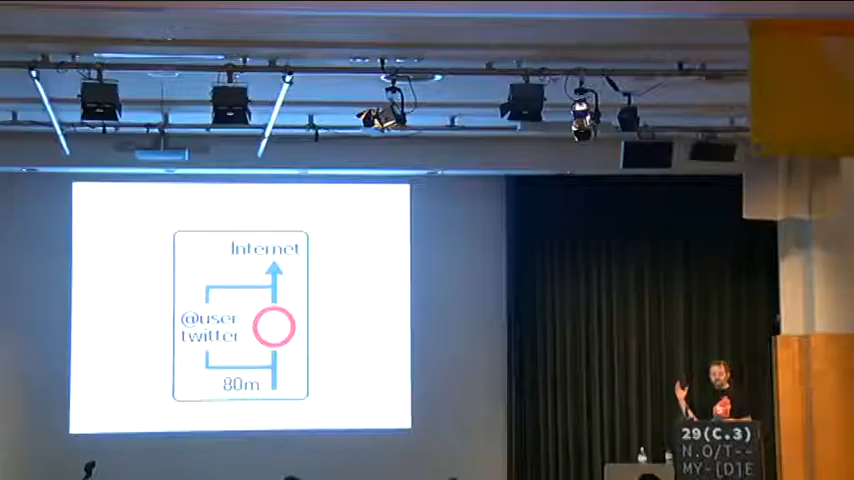 Internet
@user
twitter
80m
29(C.3)
N.O/T--
MY-[D]E